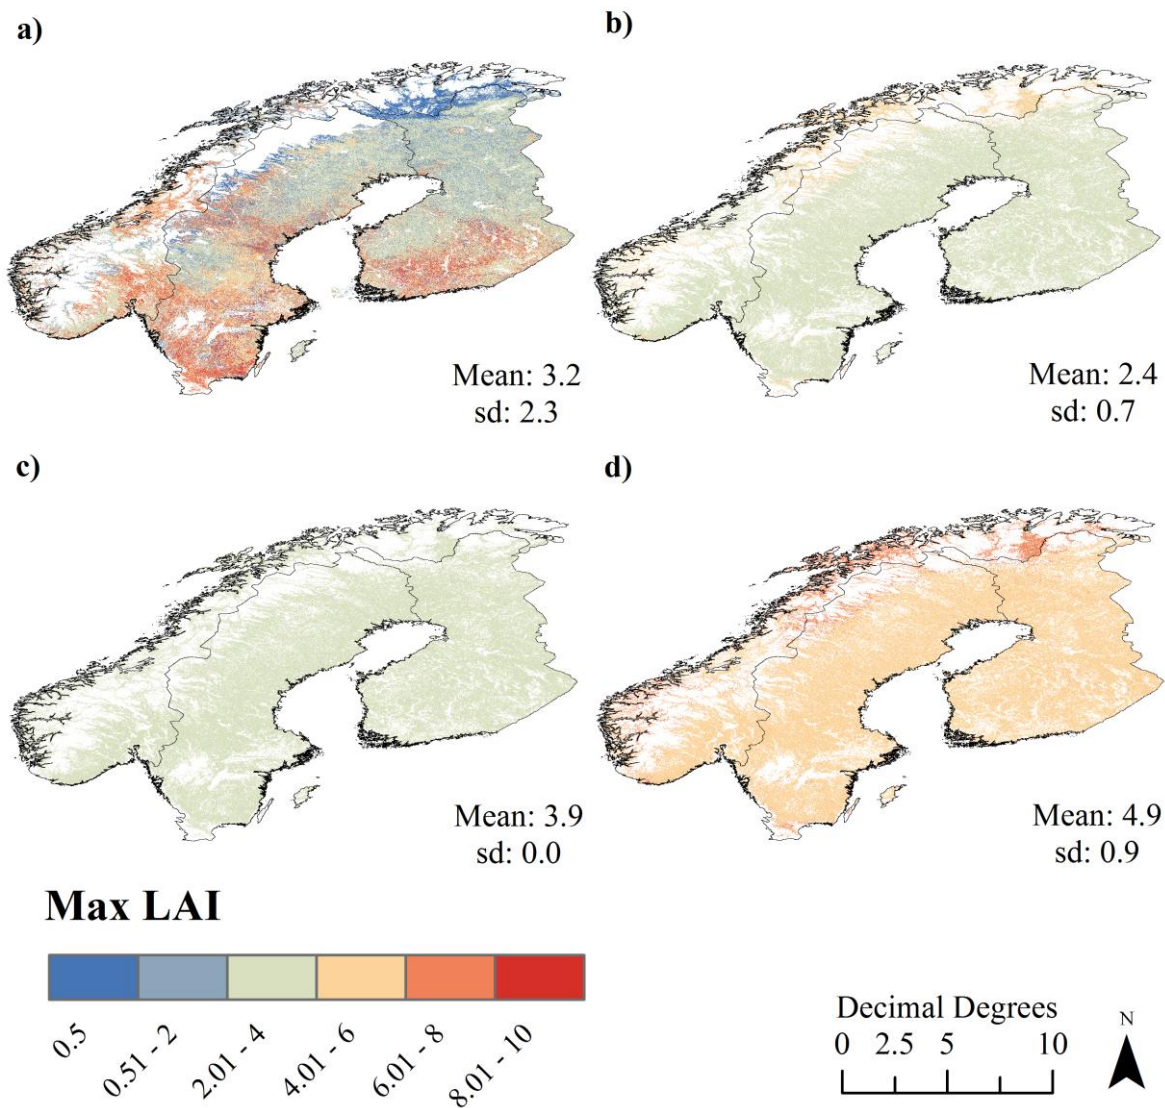 a)
b)
Mean: 3.2
sd: 2.3
Mean: 2.4
sd: 0.7
c)
d)
Mean: 3.9
sd: 0.0
Mean: 4.9
sd: 0.9
Max LAI
0.5
0.51 - 2
2.01 - 4
4.01 - 6
6.01 - 8
8.01 - 10
Decimal Degrees
0 2.5 5 10
N